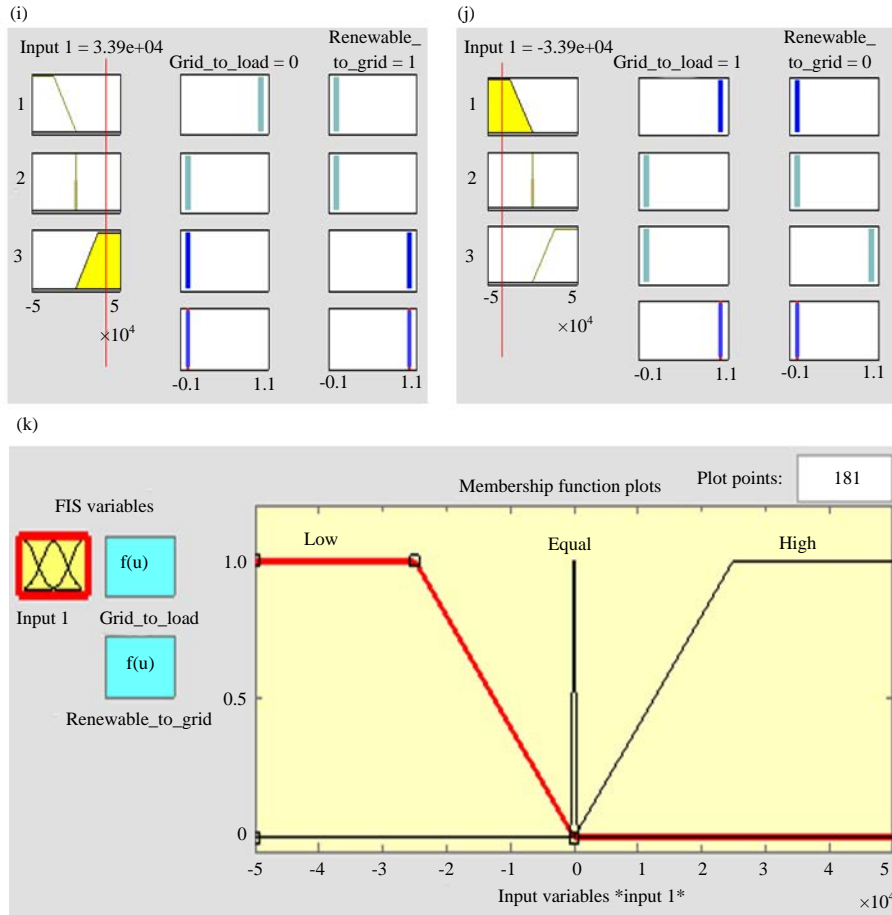 (i)
Input 1 = 3.39e+04
Grid_to_load = 0
Renewable_
to_grid = 1
1
2
3
-5
5
×10⁴
-0.1
1.1
-0.1
1.1
(j)
Input 1 = -3.39e+04
Grid_to_load = 1
Renewable_
to_grid = 0
1
2
3
-5
5
×10⁴
-0.1
1.1
-0.1
1.1
(k)
FIS variables
Membership function plots
Plot points:
181
f(u)
Input 1
Grid_to_load
f(u)
Renewable_to_grid
Low
Equal
High
1.0
0.5
0
-5
-4
-2
-1
0
1
2
3
4
5
Input variables *input 1*
×10⁴